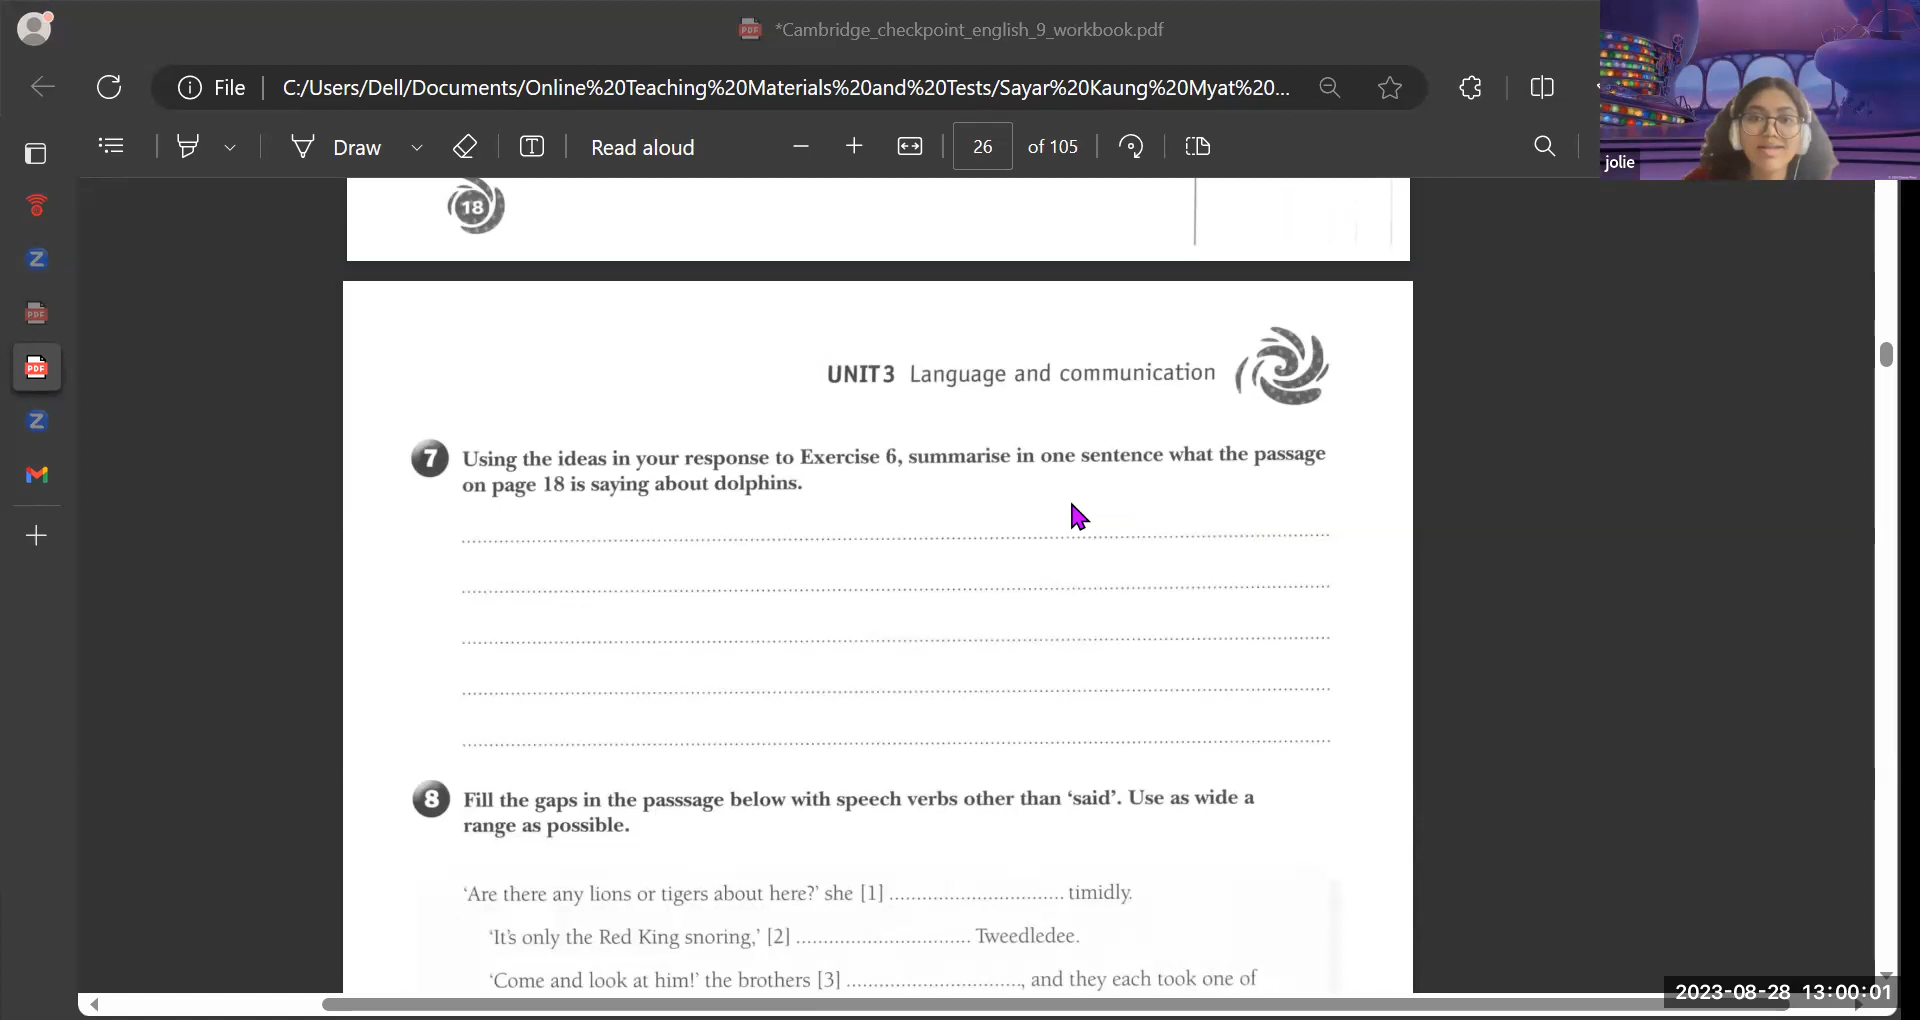 *Cambridge_checkpoint_english_9_workbook.pdf
File
C:/Users/Dell/Documents/Online%20Teaching%20Materials%20and%20Tests/Sayar%20Kaung%20Myat%20...
Draw
Read aloud
26 of 105
jolie
18
UNIT 3 Language and communication
7 Using the ideas in your response to Exercise 6, summarise in one sentence what the passage
on page 18 is saying about dolphins.
8 Fill the gaps in the passsage below with speech verbs other than ‘said’. Use as wide a
range as possible.
‘Are there any lions or tigers about here?’ she [1] ................................ timidly.
‘It's only the Red King snoring,’ [2] ................................ Tweedledee.
‘Come and look at him!’ the brothers [3] ................................, and they each took one of
2023-08-28 13:00:01